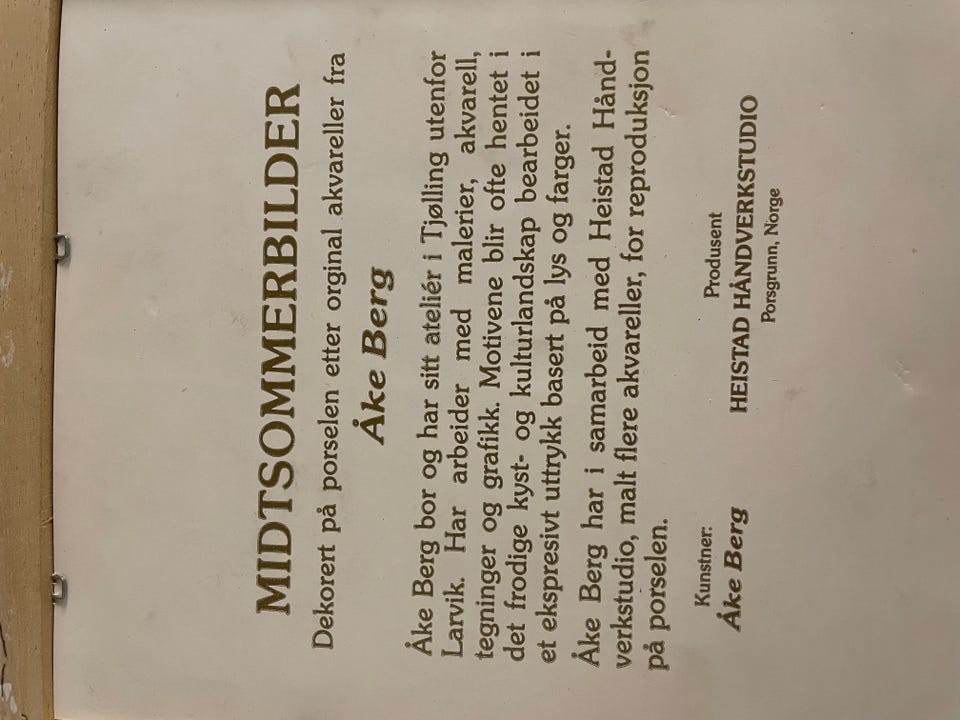 MIDTSOMMERBILDER
Dekorert på porselen etter orginal akvareller fra
Åke Berg
Åke Berg bor og har sitt ateliér i Tjølling utenfor
Larvik. Har arbeider med malerier, akvarell,
tegninger og grafikk. Motivene blir ofte hentet i
det frodige kyst- og kulturlandskap bearbeidet i
et ekspresivt uttrykk basert på lys og farger.
Åke Berg har i samarbeid med Heistad Hånd-
verkstudio, malt flere akvareller, for reproduksjon
på porselen.
Kunstner:
Åke Berg
Produsent
HEISTAD HÅNDVERKSTUDIO
Porsgrunn, Norge